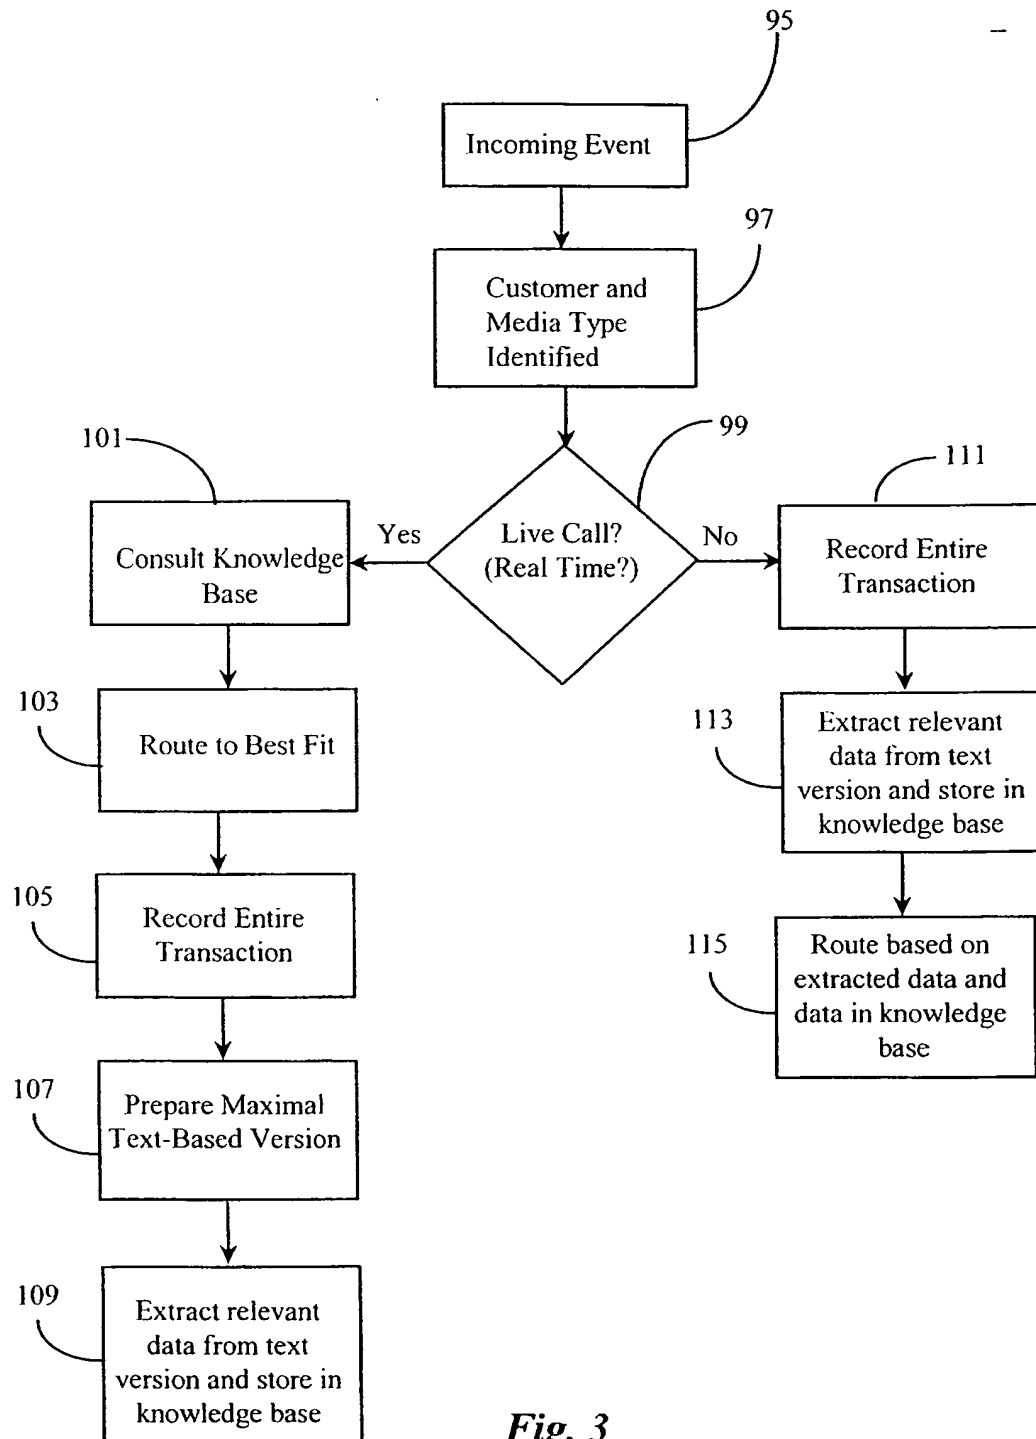 95
Incoming Event
97
Customer and
Media Type
Identified
99
Live Call?
(Real Time?)
Yes
No
101
Consult Knowledge
Base
103
Route to Best Fit
105
Record Entire
Transaction
107
Prepare Maximal
Text-Based Version
109
Extract relevant
data from text
version and store in
knowledge base
111
Record Entire
Transaction
113
Extract relevant
data from text
version and store in
knowledge base
115
Route based on
extracted data and
data in knowledge
base
Fig. 3